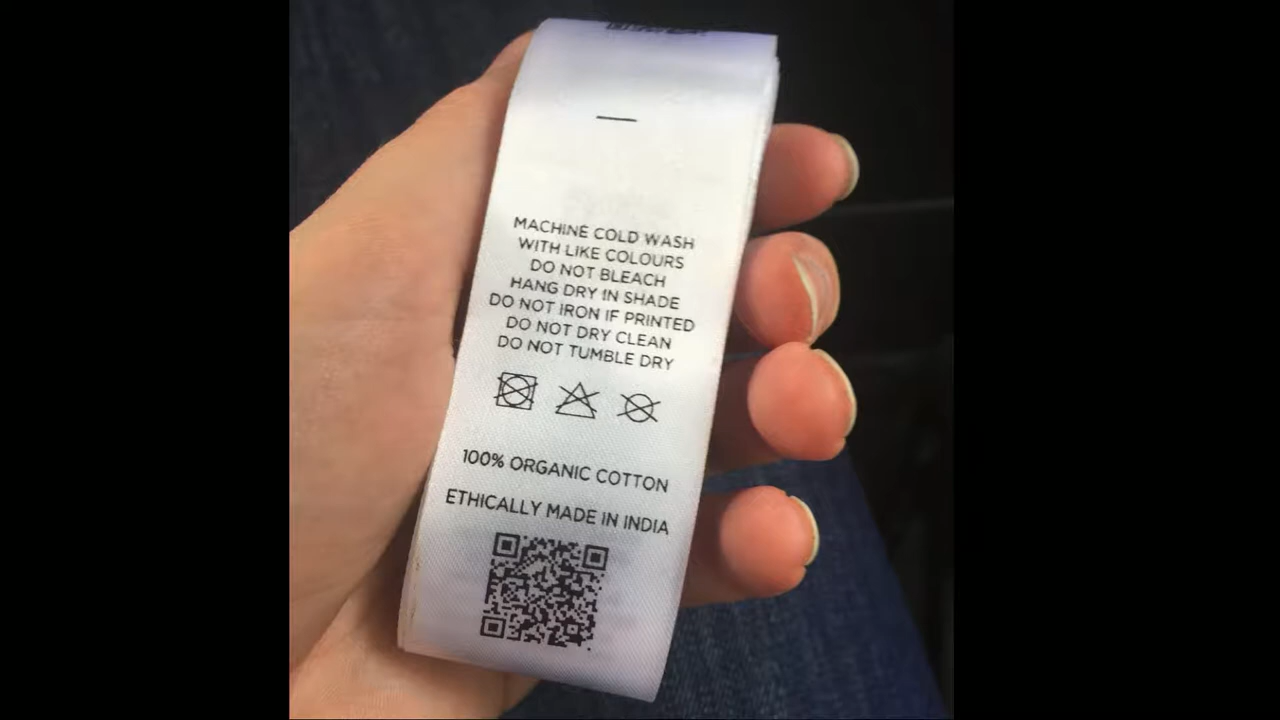 MACHINE COLD WASH
WITH LIKE COLOURS
DO NOT BLEACH
HANG DRY IN SHADE
DO NOT IRON IF PRINTED
DO NOT DRY CLEAN
DO NOT TUMBLE DRY
100% ORGANIC COTTON
ETHICALLY MADE IN INDIA